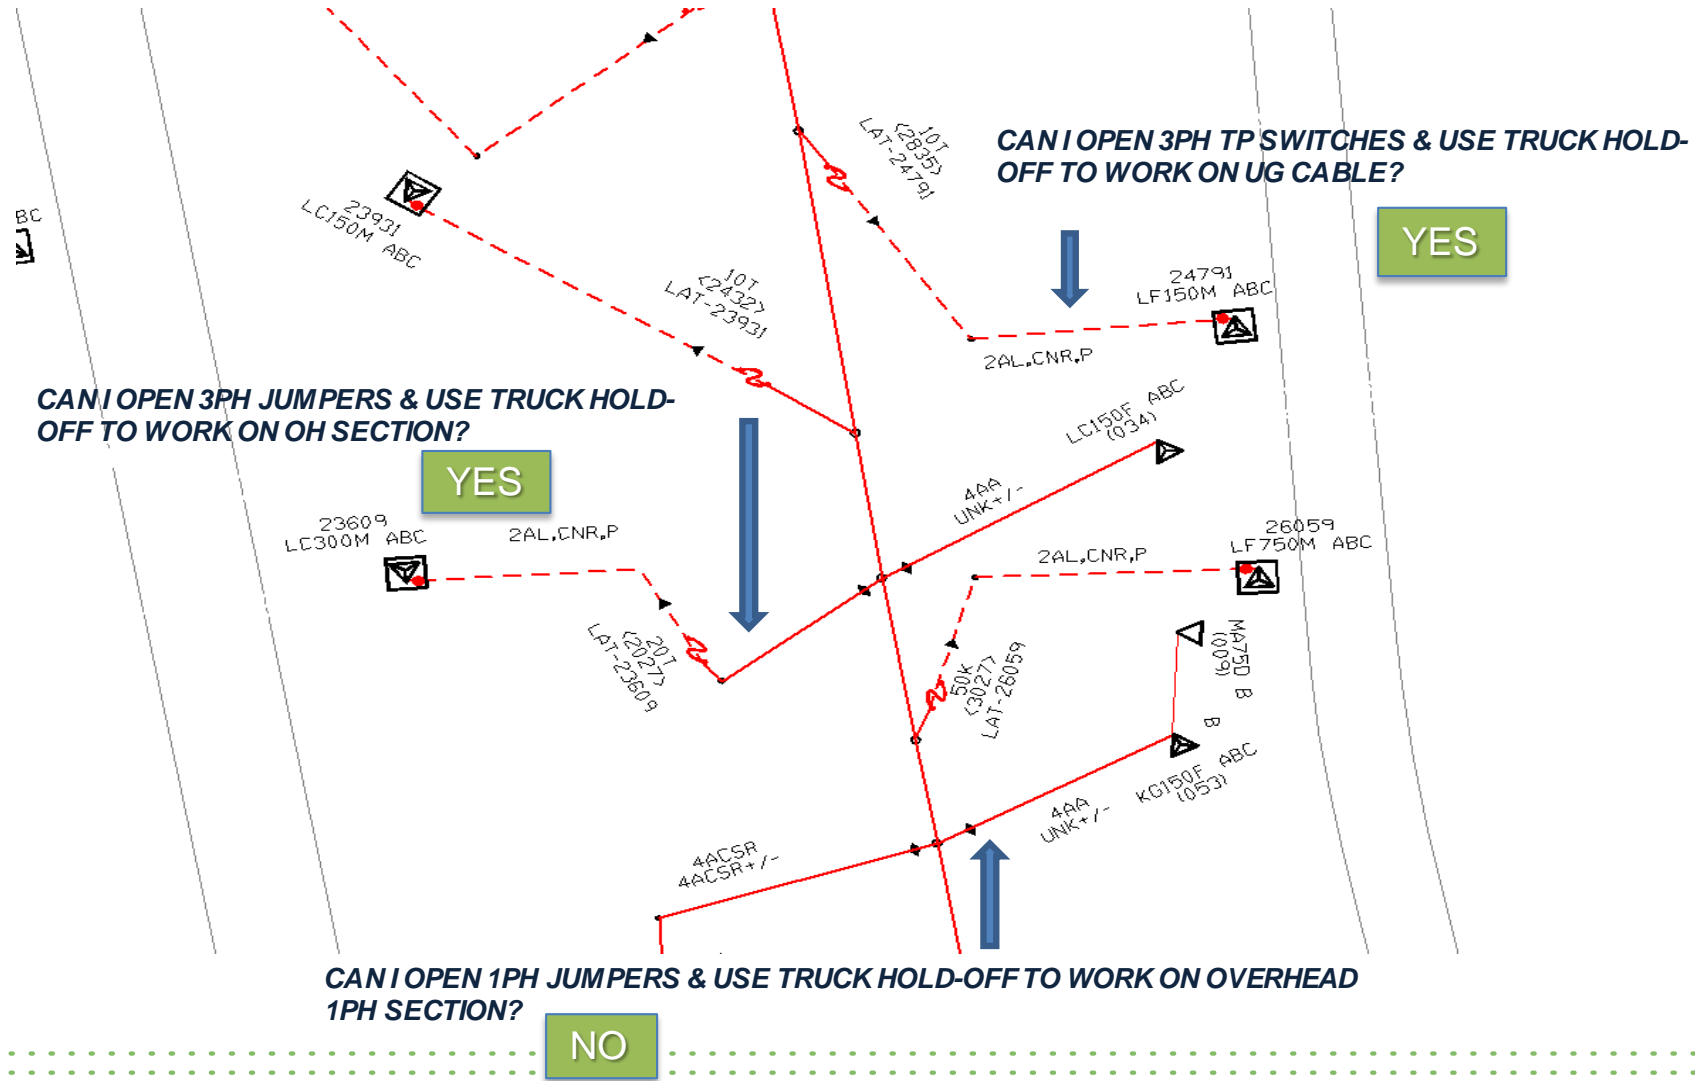 10T
<2835>
LAT-24791
CAN I OPEN 3PH TP SWITCHES & USE TRUCK HOLD-
OFF TO WORK ON UG CABLE?
YES
BC
23931
LC150M ABC
24791
LF150M ABC
10T
<2432>
LAT-23931
2AL,CNR,P
CAN I OPEN 3PH JUMPERS & USE TRUCK HOLD-
OFF TO WORK ON OH SECTION?
YES
LC150F ABC
(034)
4AA
UNK+/-
23609
LC300M ABC
2AL,CNR,P
26059
LF750M ABC
2AL,CNR,P
20T
<2027>
LAT-23609
50K
<3027>
LAT-26059
MA75D B
(009)
B
KG150F ABC
(053)
4AA
UNK+/-
4ACSR
4ACSR+/-
CAN I OPEN 1PH JUMPERS & USE TRUCK HOLD-OFF TO WORK ON OVERHEAD
1PH SECTION?
NO